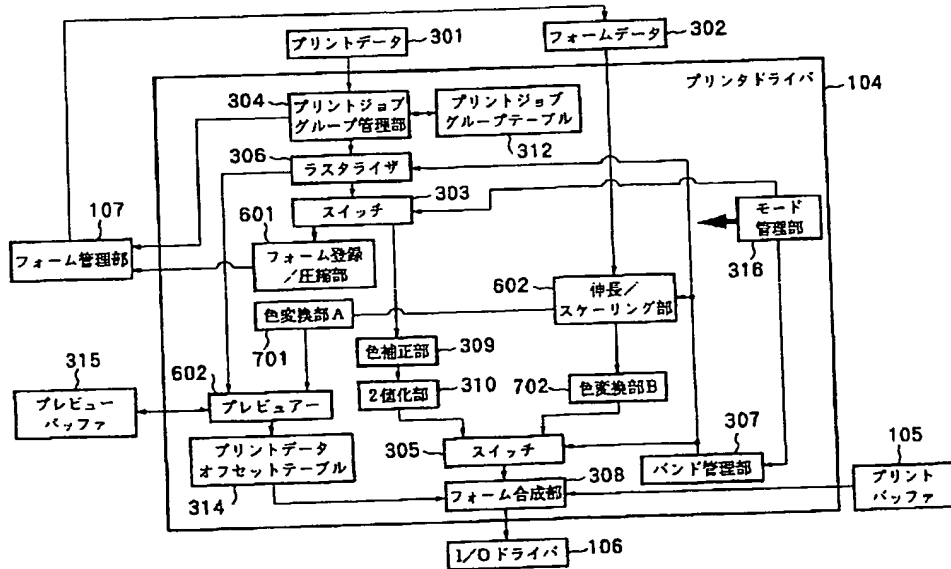 プリントデータ
301
フォームデータ
302
プリンタドライバ
104
304
プリントジョブ
グループ管理部
プリントジョブ
グループテーブル
312
306
ラスタライザ
303
スイッチ
107
フォーム管理部
601
フォーム登録
/圧縮部
モード
管理部
316
602
伸長/
スケーリング部
色変換部A
701
色補正部
309
315
プレビュー
バッファ
602
プレビュアー
2値化部
310
702
色変換部B
プリントデータ
オフセットテーブル
314
305
スイッチ
307
バンド管理部
105
プリント
バッファ
308
フォーム合成部
I/Oドライバ
106